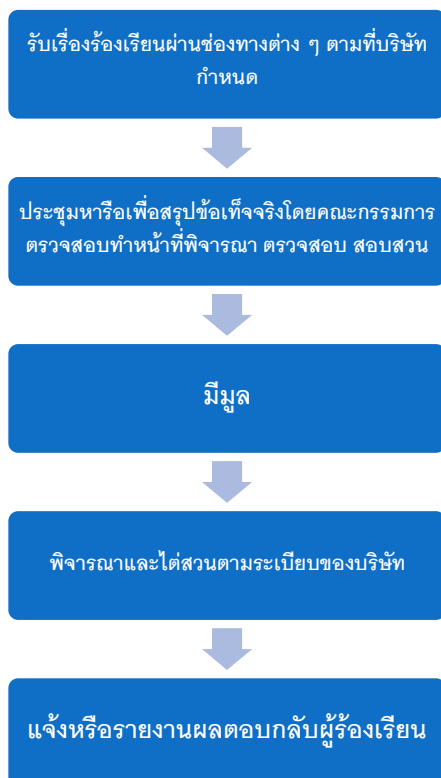 รับเรื่องร้องเรียนผ่านช่องทางต่าง ๆ ตามที่บริษัท
กำหนด
ประชุมหารือเพื่อสรุปข้อเท็จจริงโดยคณะกรรมการ
ตรวจสอบทำหน้าที่พิจารณา ตรวจสอบ สอบสวน
มีมูล
พิจารณาและไต่สวนตามระเบียบของบริษัท
แจ้งหรือรายงานผลตอบกลับผู้ร้องเรียน